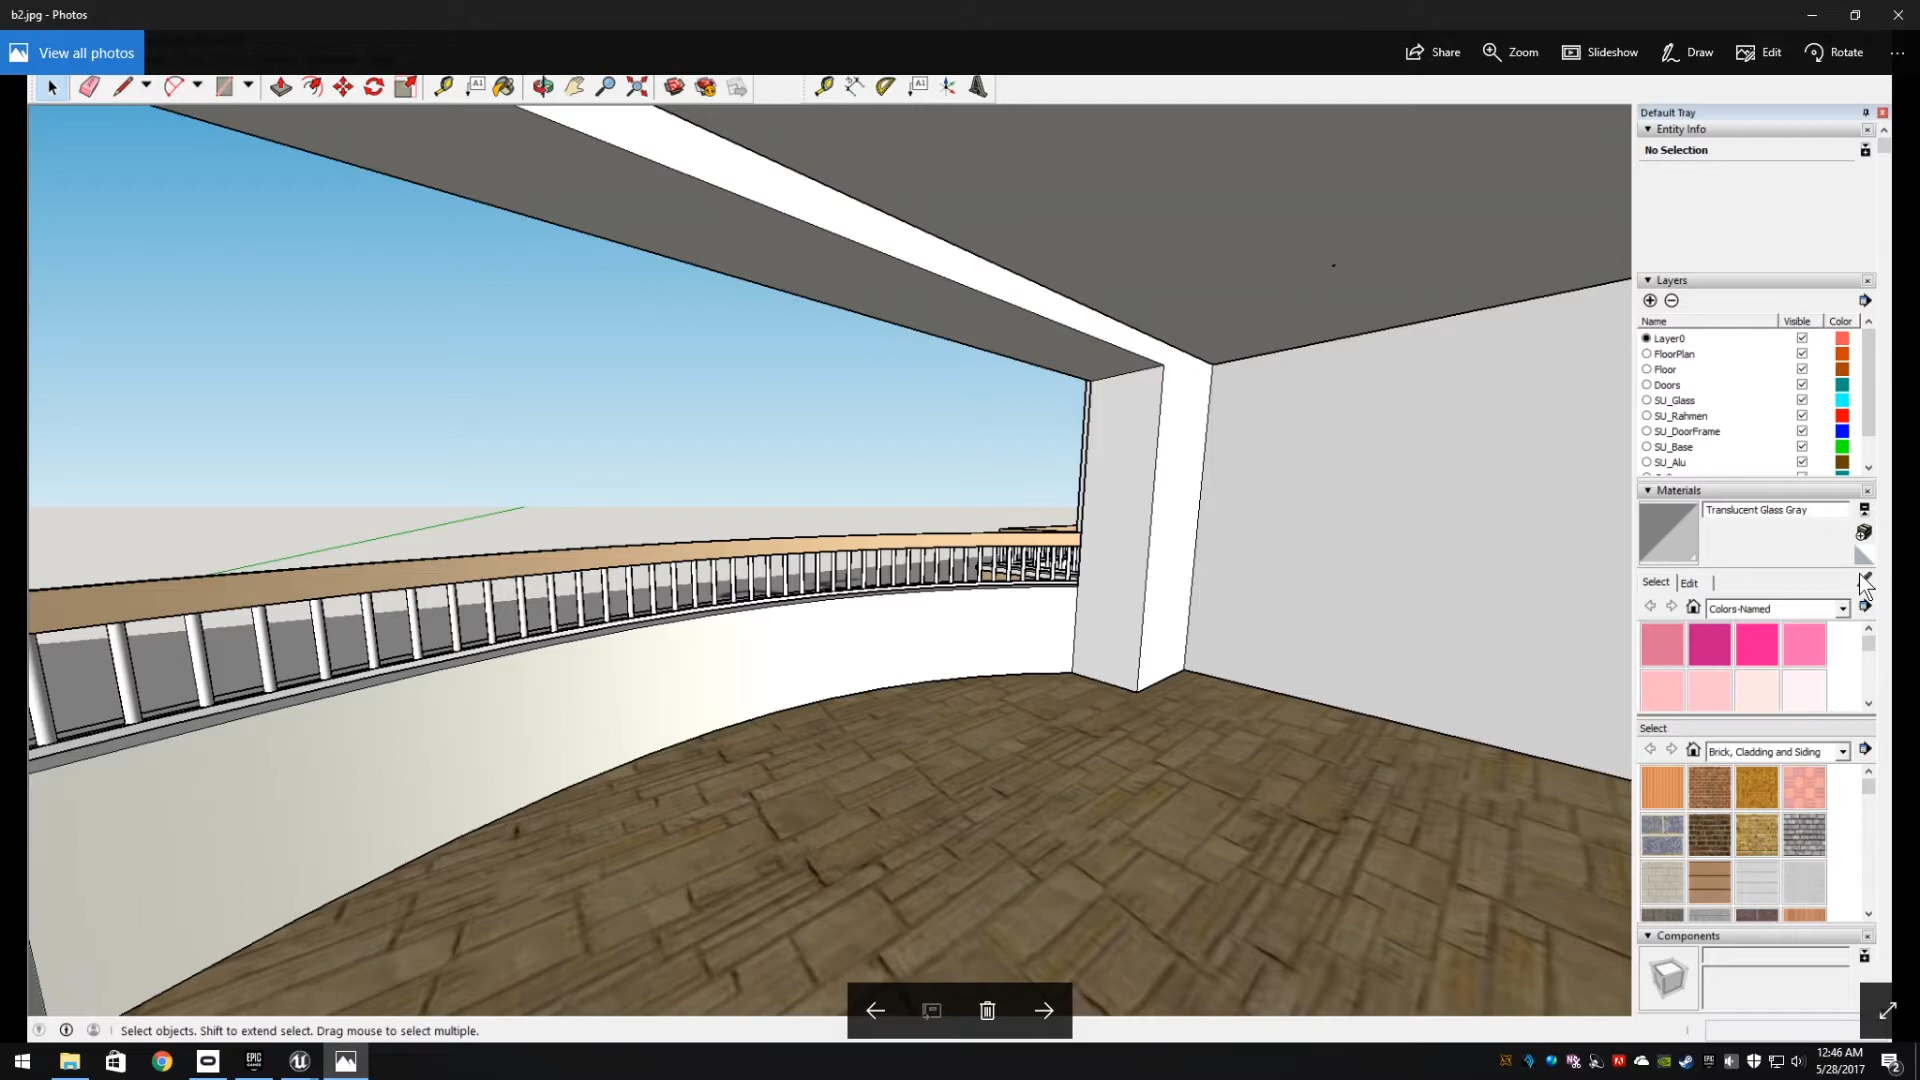 b2.jpg - Photos
View all photos
Share
Zoom
Slideshow
Draw
Edit
Rotate
Default Tray
Entity Info
No Selection
Layers
Name Visible Color
Layer0
FloorPlan
Floor
Doors
SU_Glass
SU_Rahmen
SU_DoorFrame
SU_Base
SU_Alu
Materials
Translucent Glass Gray
Select Edit
Colors-Named
Select
Brick, Cladding and Siding
Components
Select objects. Shift to extend select. Drag mouse to select multiple.
12:46 AM
5/28/2017
2